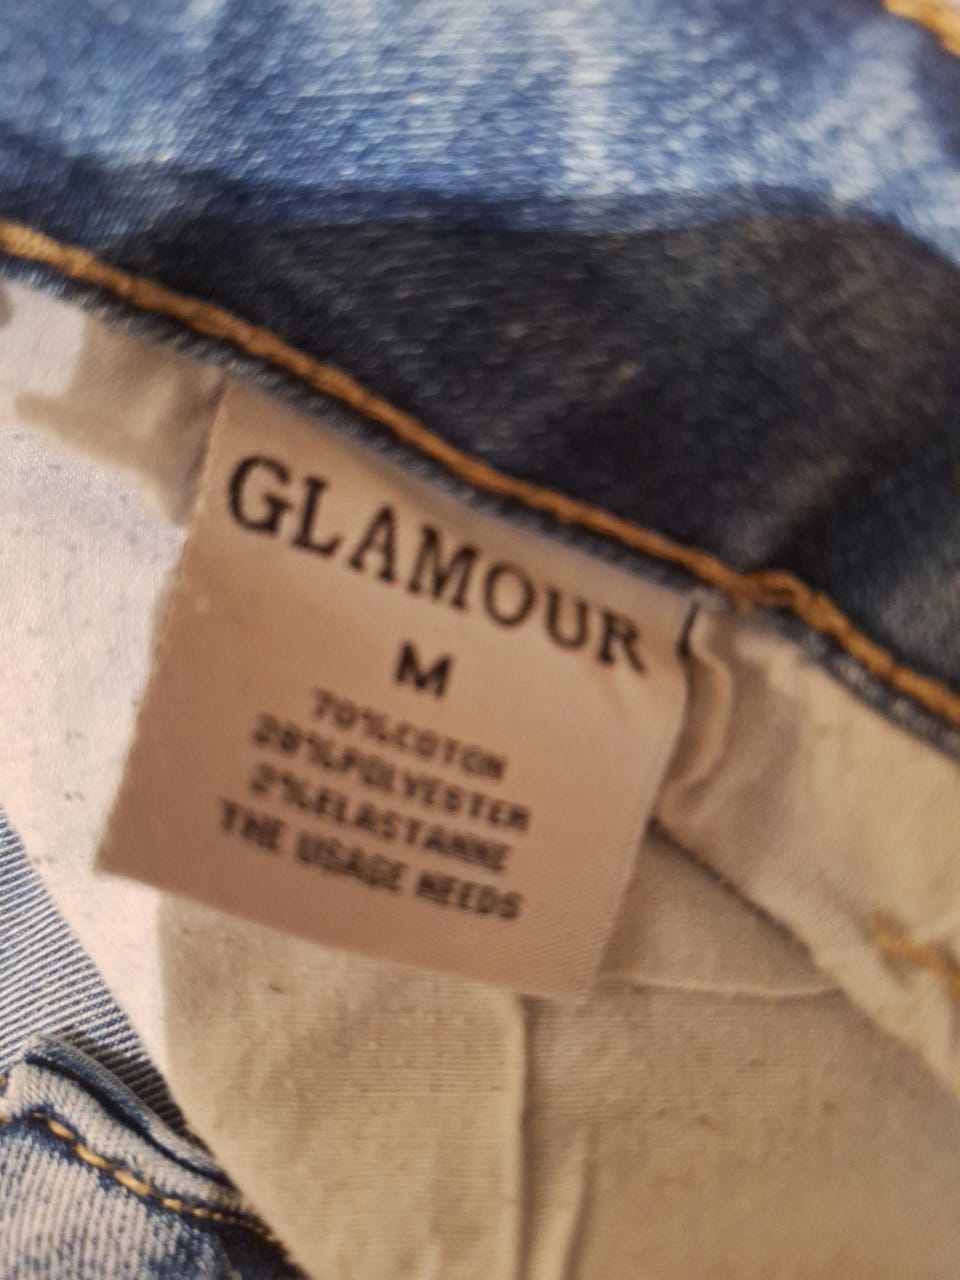 GLAMOUR
M
70%COTON
28%POLYESTER
2%ELASTANNE
THE USAGE NEEDS